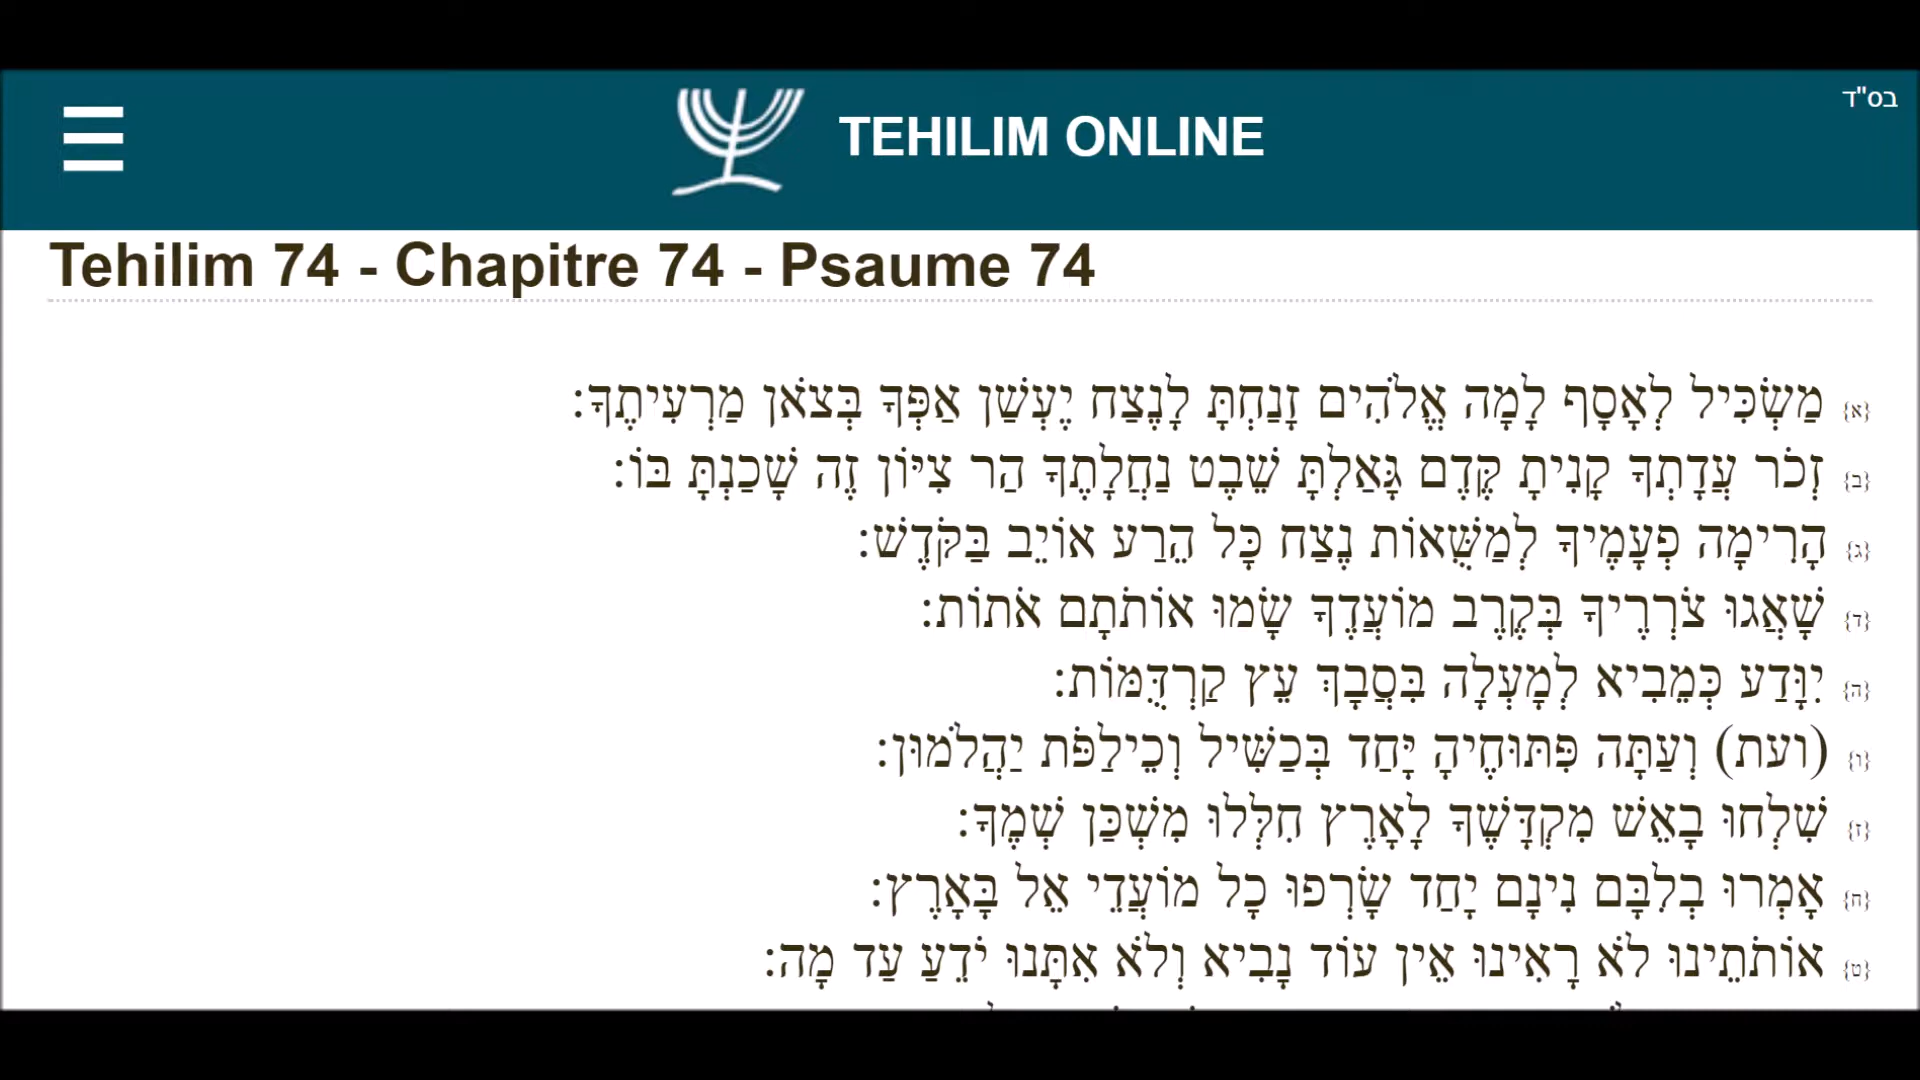 בס"ד
TEHILIM ONLINE
Tehilim 74 - Chapitre 74 - Psaume 74
{א} מַשְׂכִּיל לְאָסָף לָמָה אֱלֹהִים זָנַחְתָּ לָנֶצַח יֶעְשַׁן אַפְּךָ בְּצֹאן מַרְעִיתֶךָ:
{ב} זְכֹר עֲדָתְךָ קָנִיתָ קֶּדֶם גָּאַלְתָּ שֵׁבֶט נַחֲלָתֶךָ הַר צִיּוֹן זֶה שָׁכַנְתָּ בּוֹ:
{ג} הָרִימָה פְעָמֶיךָ לְמַשֻּׁאוֹת נֶצַח כָּל הֵרַע אוֹיֵב בַּקֹּדֶשׁ:
{ד} שָׁאֲגוּ צֹרְרֶיךָ בְּקֶרֶב מוֹעֲדֶךָ שָׂמוּ אוֹתֹתָם אֹתוֹת:
{ה} יִוָּדַע כְּמֵבִיא לְמָעְלָה בִּסֲבָךְ עֵץ קַרְדֻּמּוֹת:
{ו} (ועת) וְעַתָּה פִּתּוּחֶיהָ יָּחַד בְּכַשִּׁיל וְכֵילַפֹּת יַהֲלֹמוּן:
{ז} שִׁלְחוּ בָאֵשׁ מִקְדָּשֶׁךָ לָאָרֶץ חִלְּלוּ מִשְׁכַּן שְׁמֶךָ:
{ח} אָמְרוּ בְלִבָּם נִינָם יָחַד שָׂרְפוּ כָל מוֹעֲדֵי אֵל בָּאָרֶץ:
{ט} אוֹתֹתֵינוּ לֹא רָאִינוּ אֵין עוֹד נָבִיא וְלֹא אִתָּנוּ יֹדֵעַ עַד מָה: